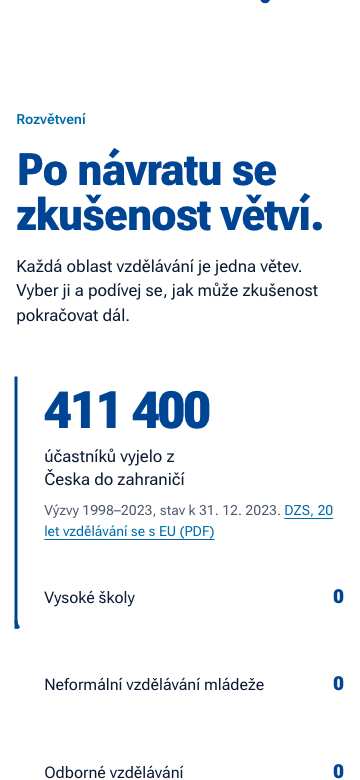 Rozvětvení
Po návratu se
zkušenost větví.
Každá oblast vzdělávání je jedna větev.
Vyber ji a podívej se, jak může zkušenost
pokračovat dál.
411 400
účastníků vyjelo z
Česka do zahraničí
Výzvy 1998–2023, stav k 31. 12. 2023. DZS, 20
let vzdělávání se s EU (PDF)
Vysoké školy 0
Neformální vzdělávání mládeže 0
Odborné vzdělávání 0